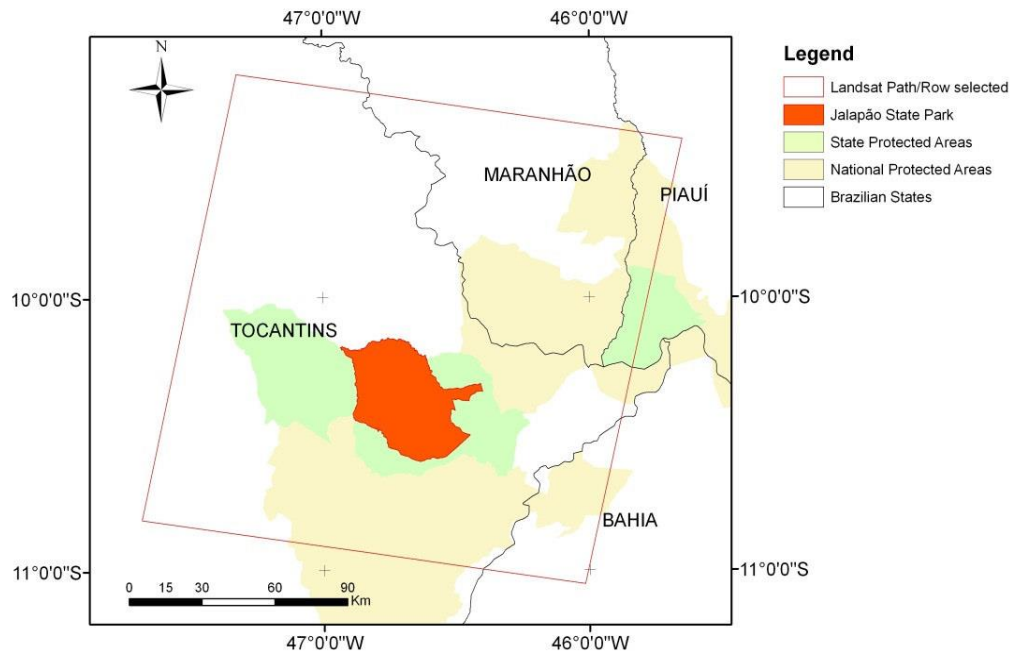 47°0'0"W 46°0'0"W
N
Legend
Landsat Path/Row selected
Jalapão State Park
State Protected Areas
National Protected Areas
Brazilian States
MARANHÃO
PIAUÍ
10°0'0"S 10°0'0"S
TOCANTINS
BAHIA
11°0'0"S 11°0'0"S
0 15 30 60 90
Km
47°0'0"W 46°0'0"W